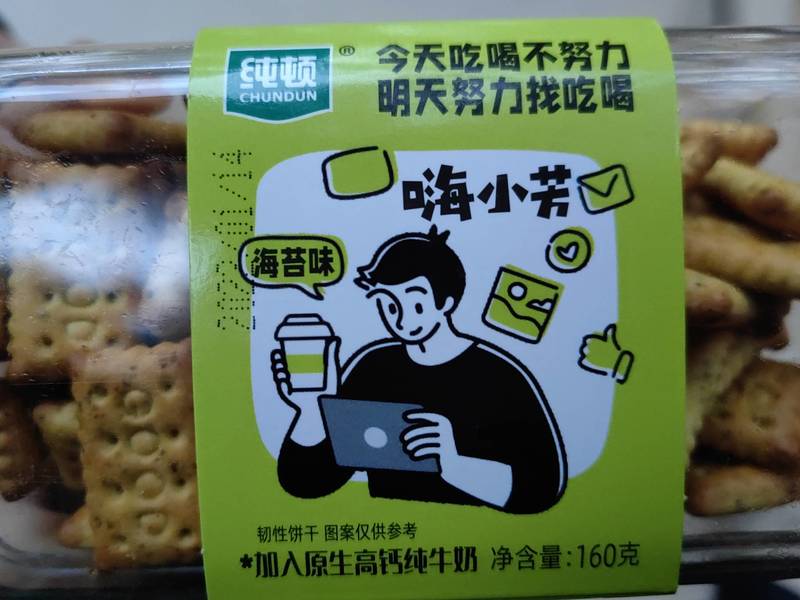 纯顿®
CHUNDUN
今天吃喝不努力
明天努力找吃喝
嗨小芳
海苔味
韧性饼干 图案仅供参考
*加入原生高钙纯牛奶 净含量:160克